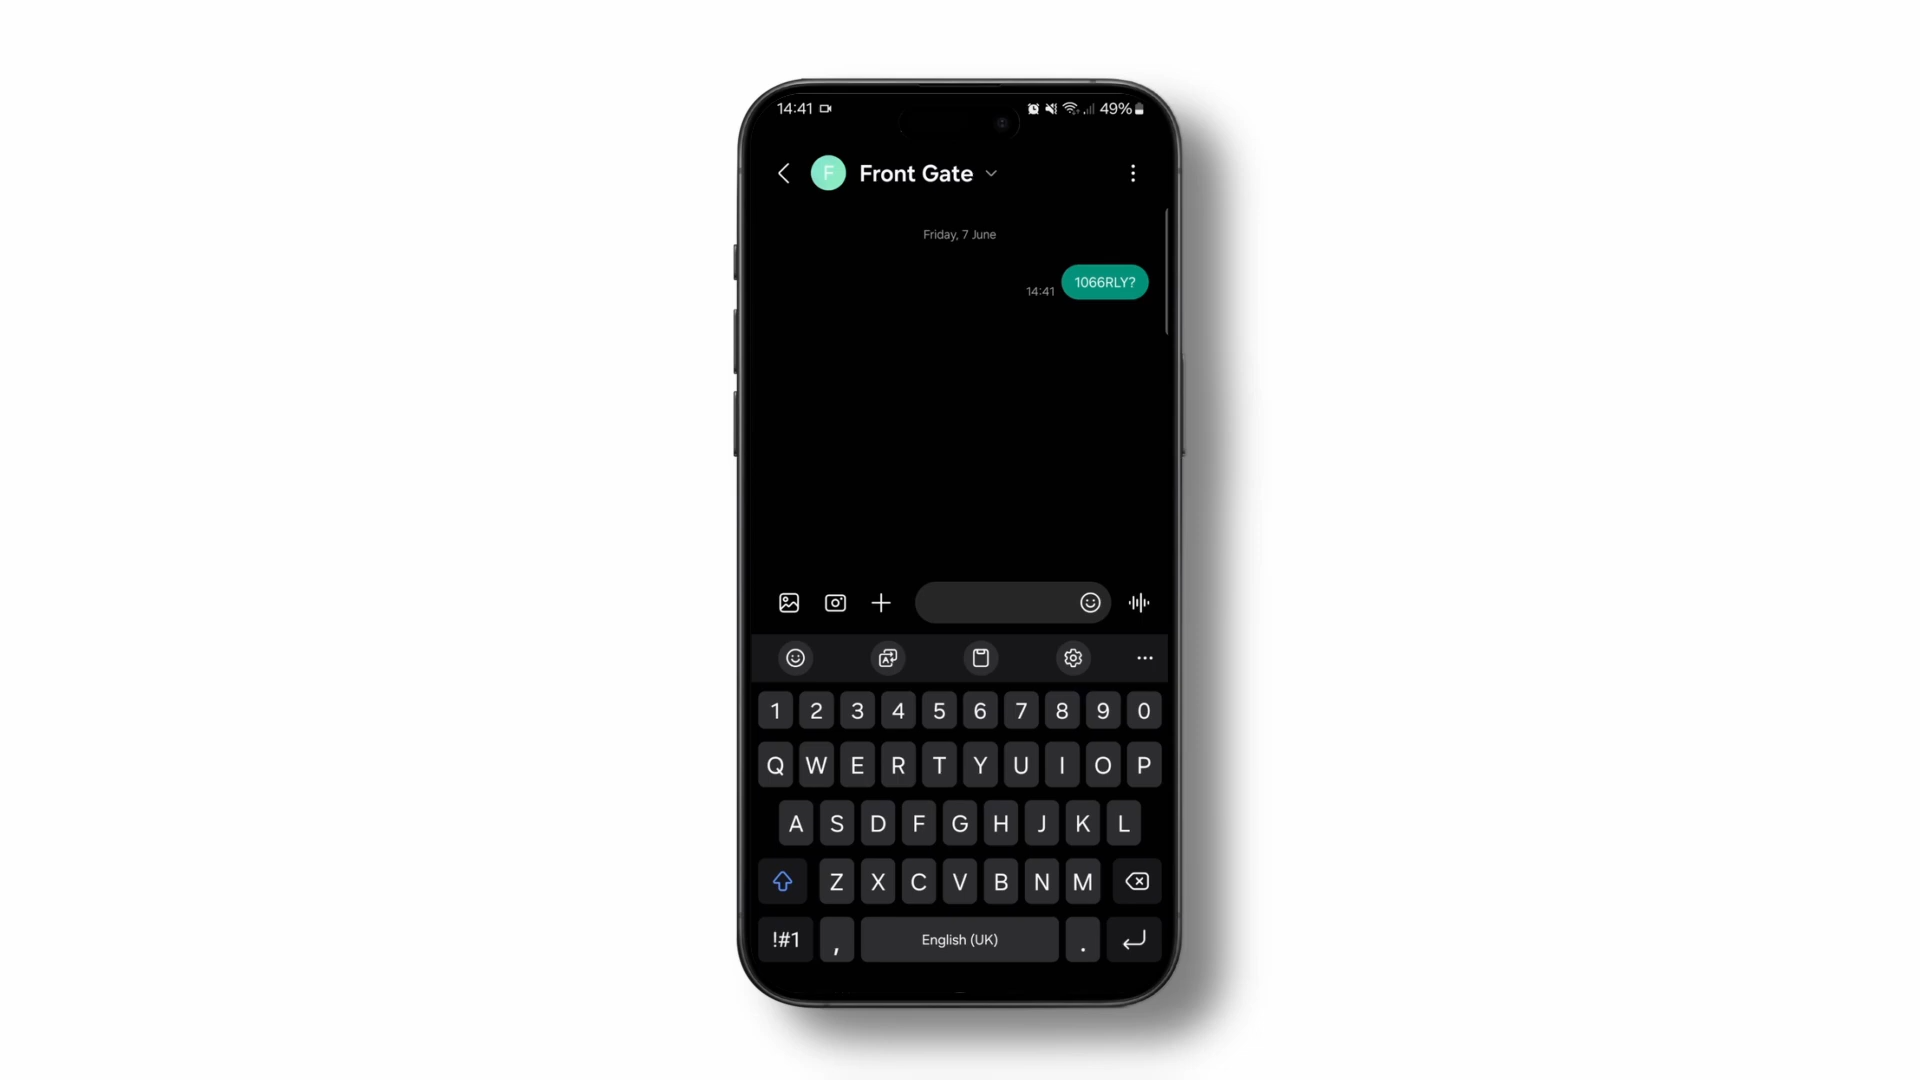 14:41 49%
F Front Gate
Friday, 7 June
14:41 1066RLY?
1 2 3 4 5 6 7 8 9 0
Q W E R T Y U I O P
A S D F G H J K L
Z X C V B N M
!#1 , English (UK) .